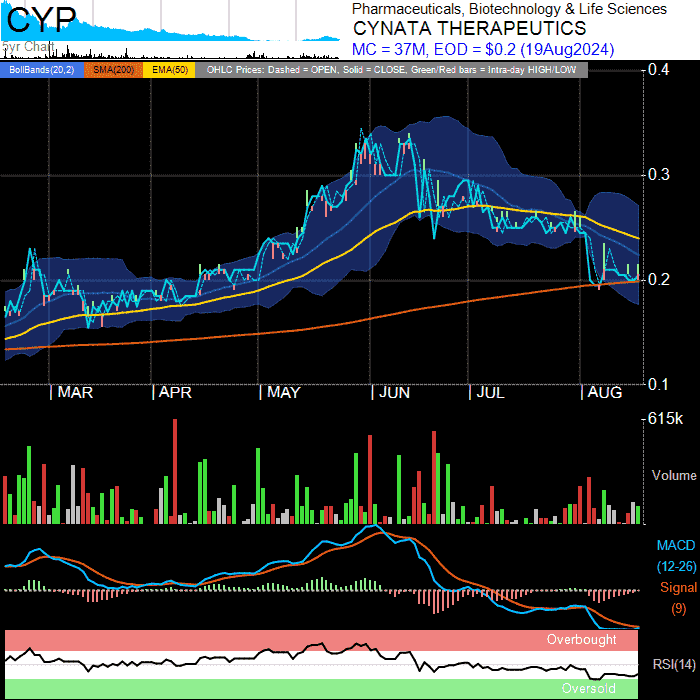 CYP
Pharmaceuticals, Biotechnology & Life Sciences
CYNATA THERAPEUTICS
MC = 37M, EOD = $0.2 (19Aug2024)
5yr Chart
BollBands(20,2) SMA(200) EMA(50) OHLC Prices: Dashed = OPEN, Solid = CLOSE, Green/Red bars = Intra-day HIGH/LOW
0.4
0.3
0.2
0.1
MAR APR MAY JUN JUL AUG
615k
Volume
MACD
(12-26)
Signal
(9)
Overbought
RSI(14)
Oversold